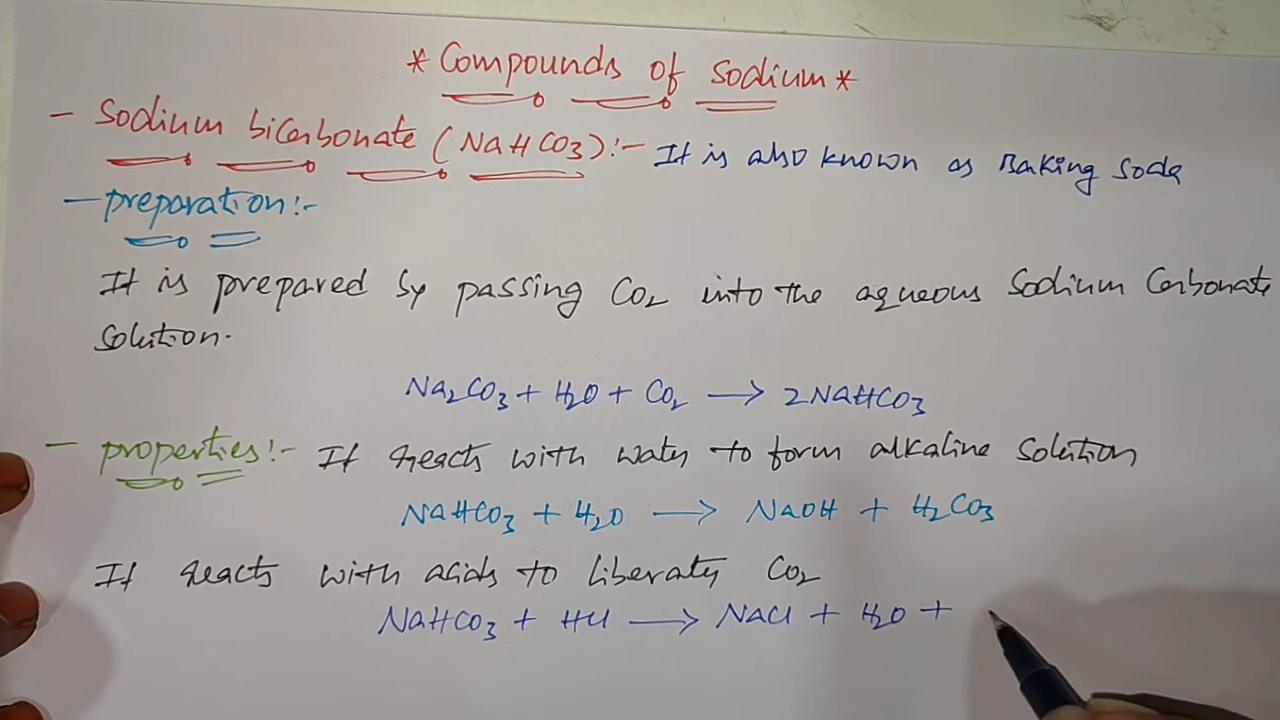 * Compounds of Sodium *
- Sodium bicarbonate (NaHCO3):- It is also known as Baking Soda
- preparation:-
It is prepared by passing CO2 into the aqueous Sodium Carbonate
Solution.
Na2CO3 + H2O + CO2 → 2NaHCO3
- properties:- It reacts with water to form alkaline Solution
NaHCO3 + H2O → NaOH + H2CO3
It reacts with acids to liberate CO2
NaHCO3 + HCl → NaCl + H2O +